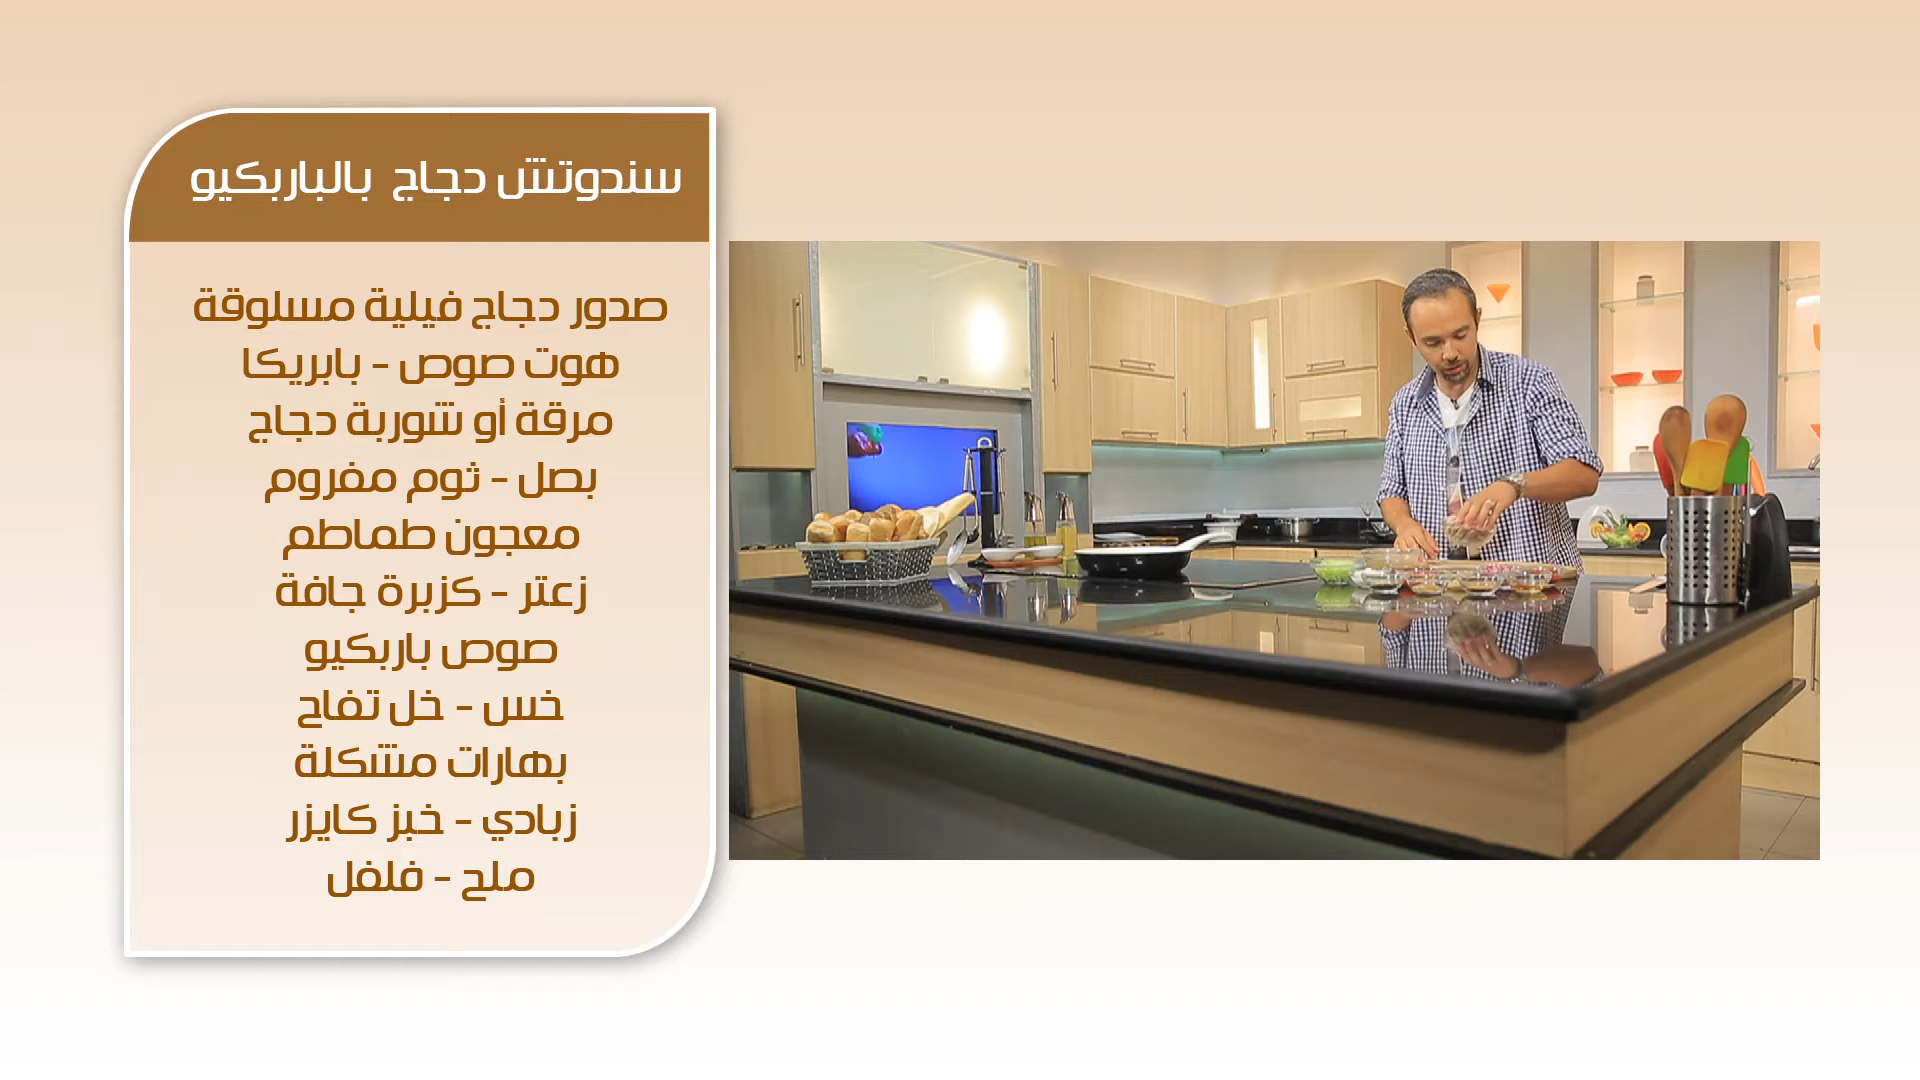 سندوتش دجاج بالباربكيو
صدور دجاج فيلية مسلوقة
هوت صوص - بابريكا
مرقة أو شوربة دجاج
بصل - ثوم مفروم
معجون طماطم
زعتر - كزبرة جافة
صوص باربكيو
خس - خل تفاح
بهارات مشكلة
زبادي - خبز كايزر
ملح - فلفل